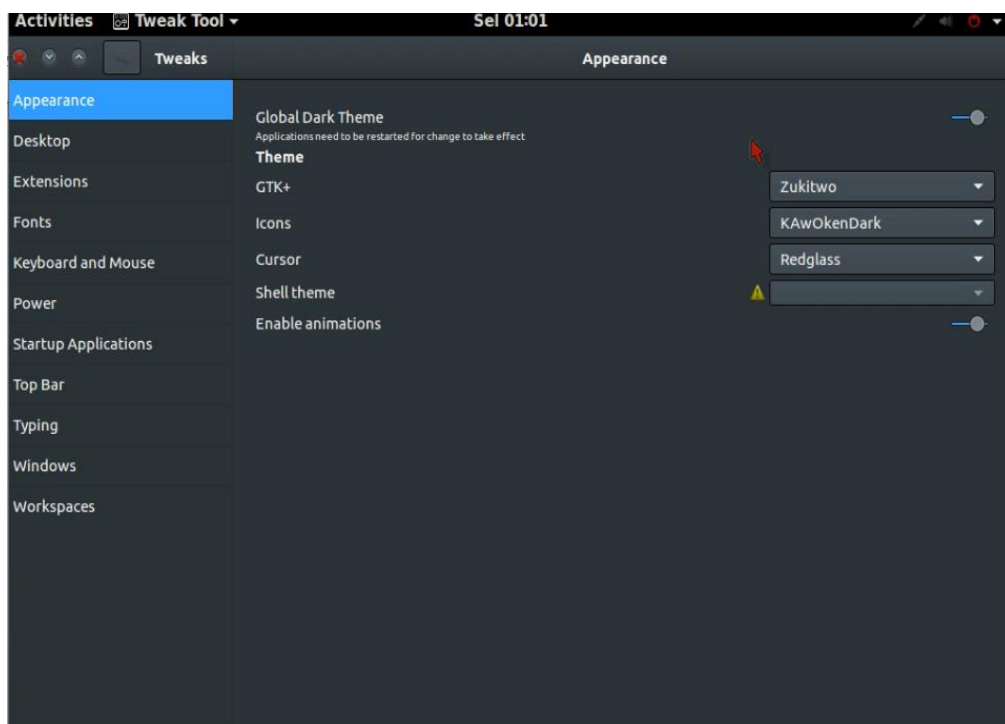 Activities Tweak Tool Sel 01:01
Tweaks Appearance
Appearance
Desktop
Extensions
Fonts
Keyboard and Mouse
Power
Startup Applications
Top Bar
Typing
Windows
Workspaces
Global Dark Theme
Applications need to be restarted for change to take effect
Theme
GTK+ Zukitwo
Icons KAwOkenDark
Cursor Redglass
Shell theme
Enable animations